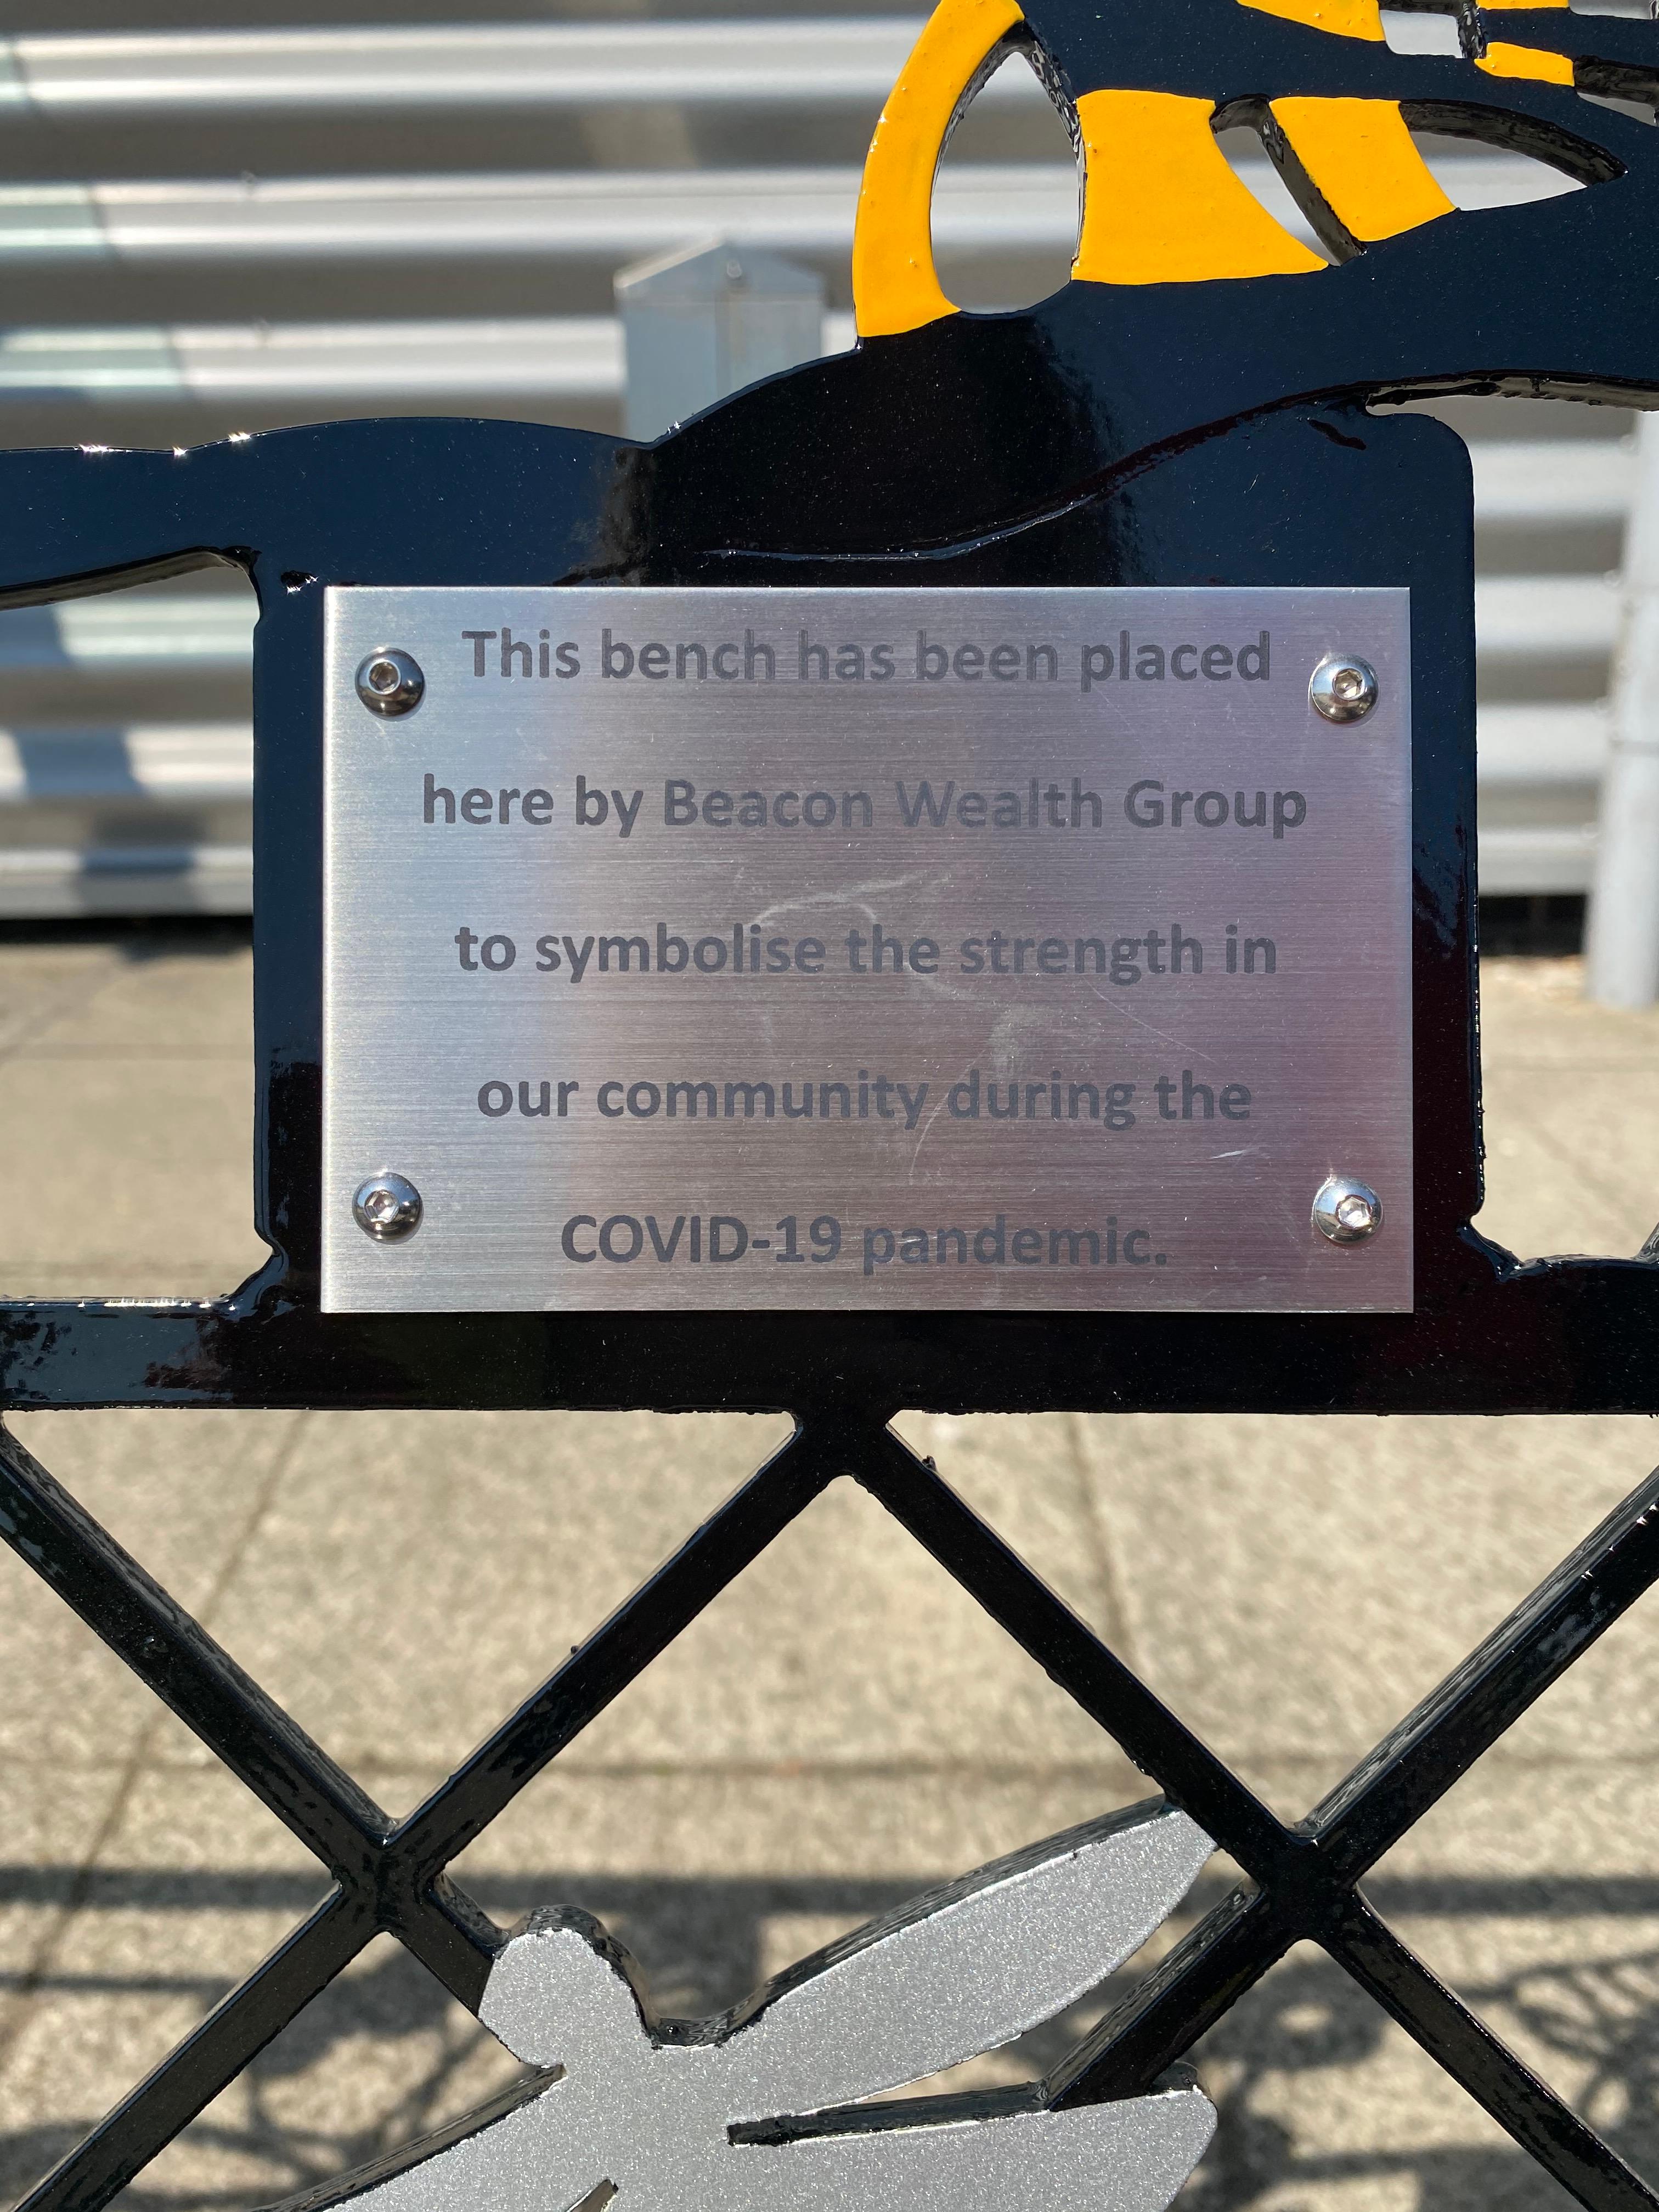 This bench has been placed
here by Beacon Wealth Group
to symbolise the strength in
our community during the
COVID-19 pandemic.